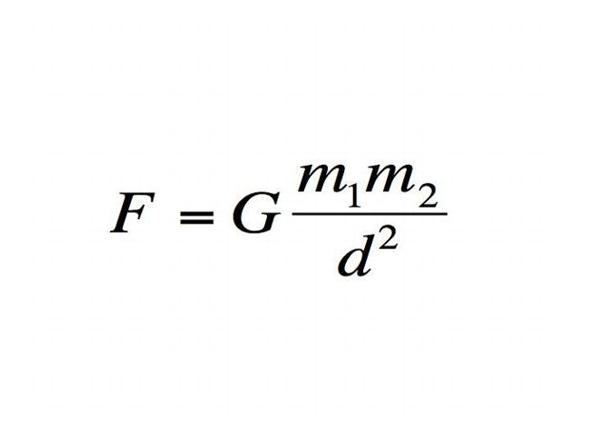 F = G m₁m₂/d²